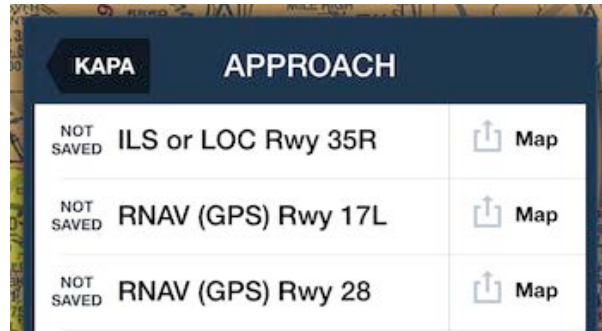 KAPA APPROACH
NOT SAVED ILS or LOC Rwy 35R Map
NOT SAVED RNAV (GPS) Rwy 17L Map
NOT SAVED RNAV (GPS) Rwy 28 Map